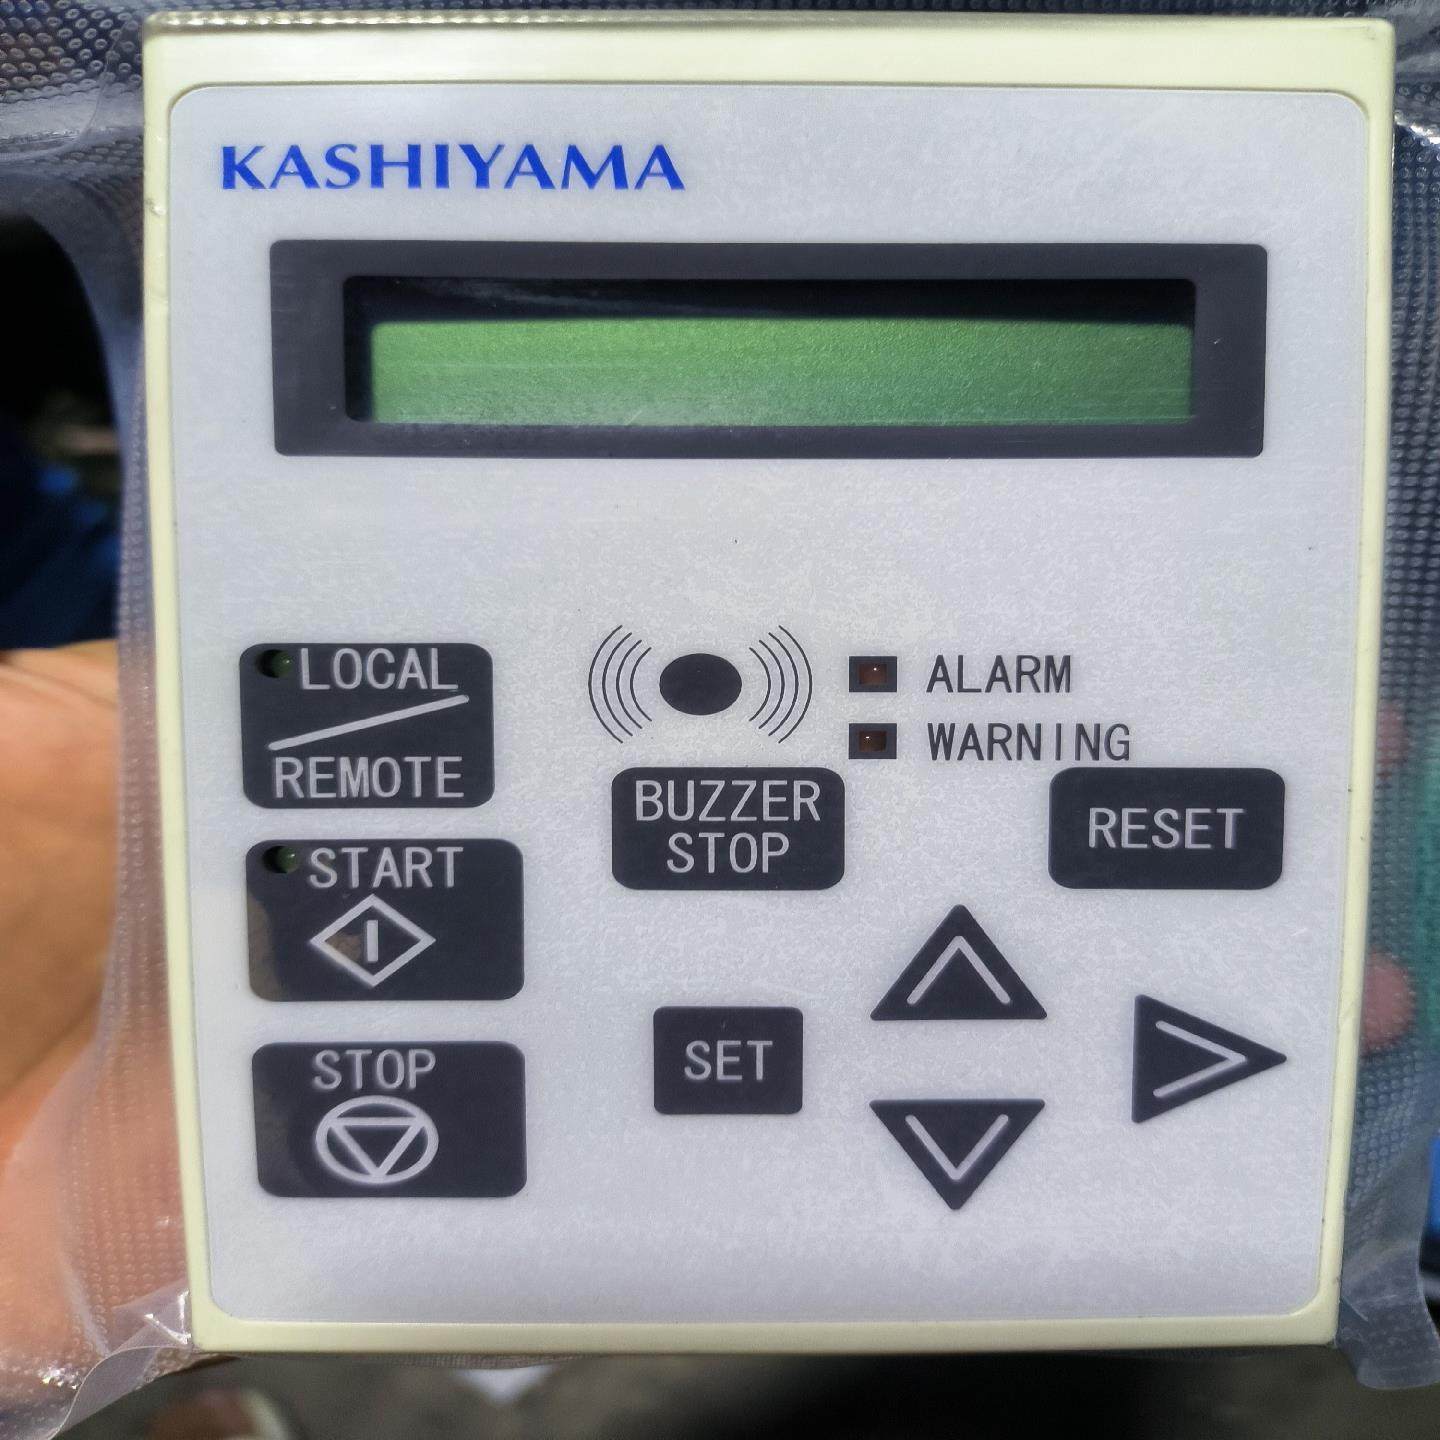 KASHIYAMA
LOCAL
REMOTE
ALARM
WARNING
BUZZER
STOP
RESET
START
STOP
SET